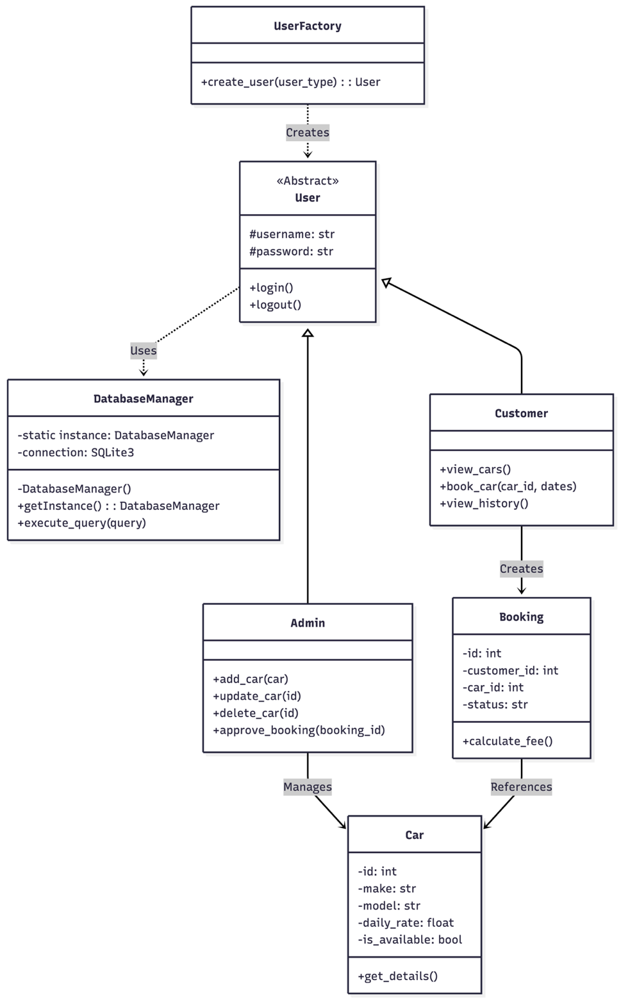 UserFactory
+create_user(user_type) : : User
Creates
«Abstract»
User
#username: str
#password: str
+login()
+logout()
Uses
DatabaseManager
-static instance: DatabaseManager
-connection: SQLite3
-DatabaseManager()
+getInstance() : : DatabaseManager
+execute_query(query)
Customer
+view_cars()
+book_car(car_id, dates)
+view_history()
Creates
Admin
+add_car(car)
+update_car(id)
+delete_car(id)
+approve_booking(booking_id)
Booking
-id: int
-customer_id: int
-car_id: int
-status: str
+calculate_fee()
Manages
References
Car
-id: int
-make: str
-model: str
-daily_rate: float
-is_available: bool
+get_details()